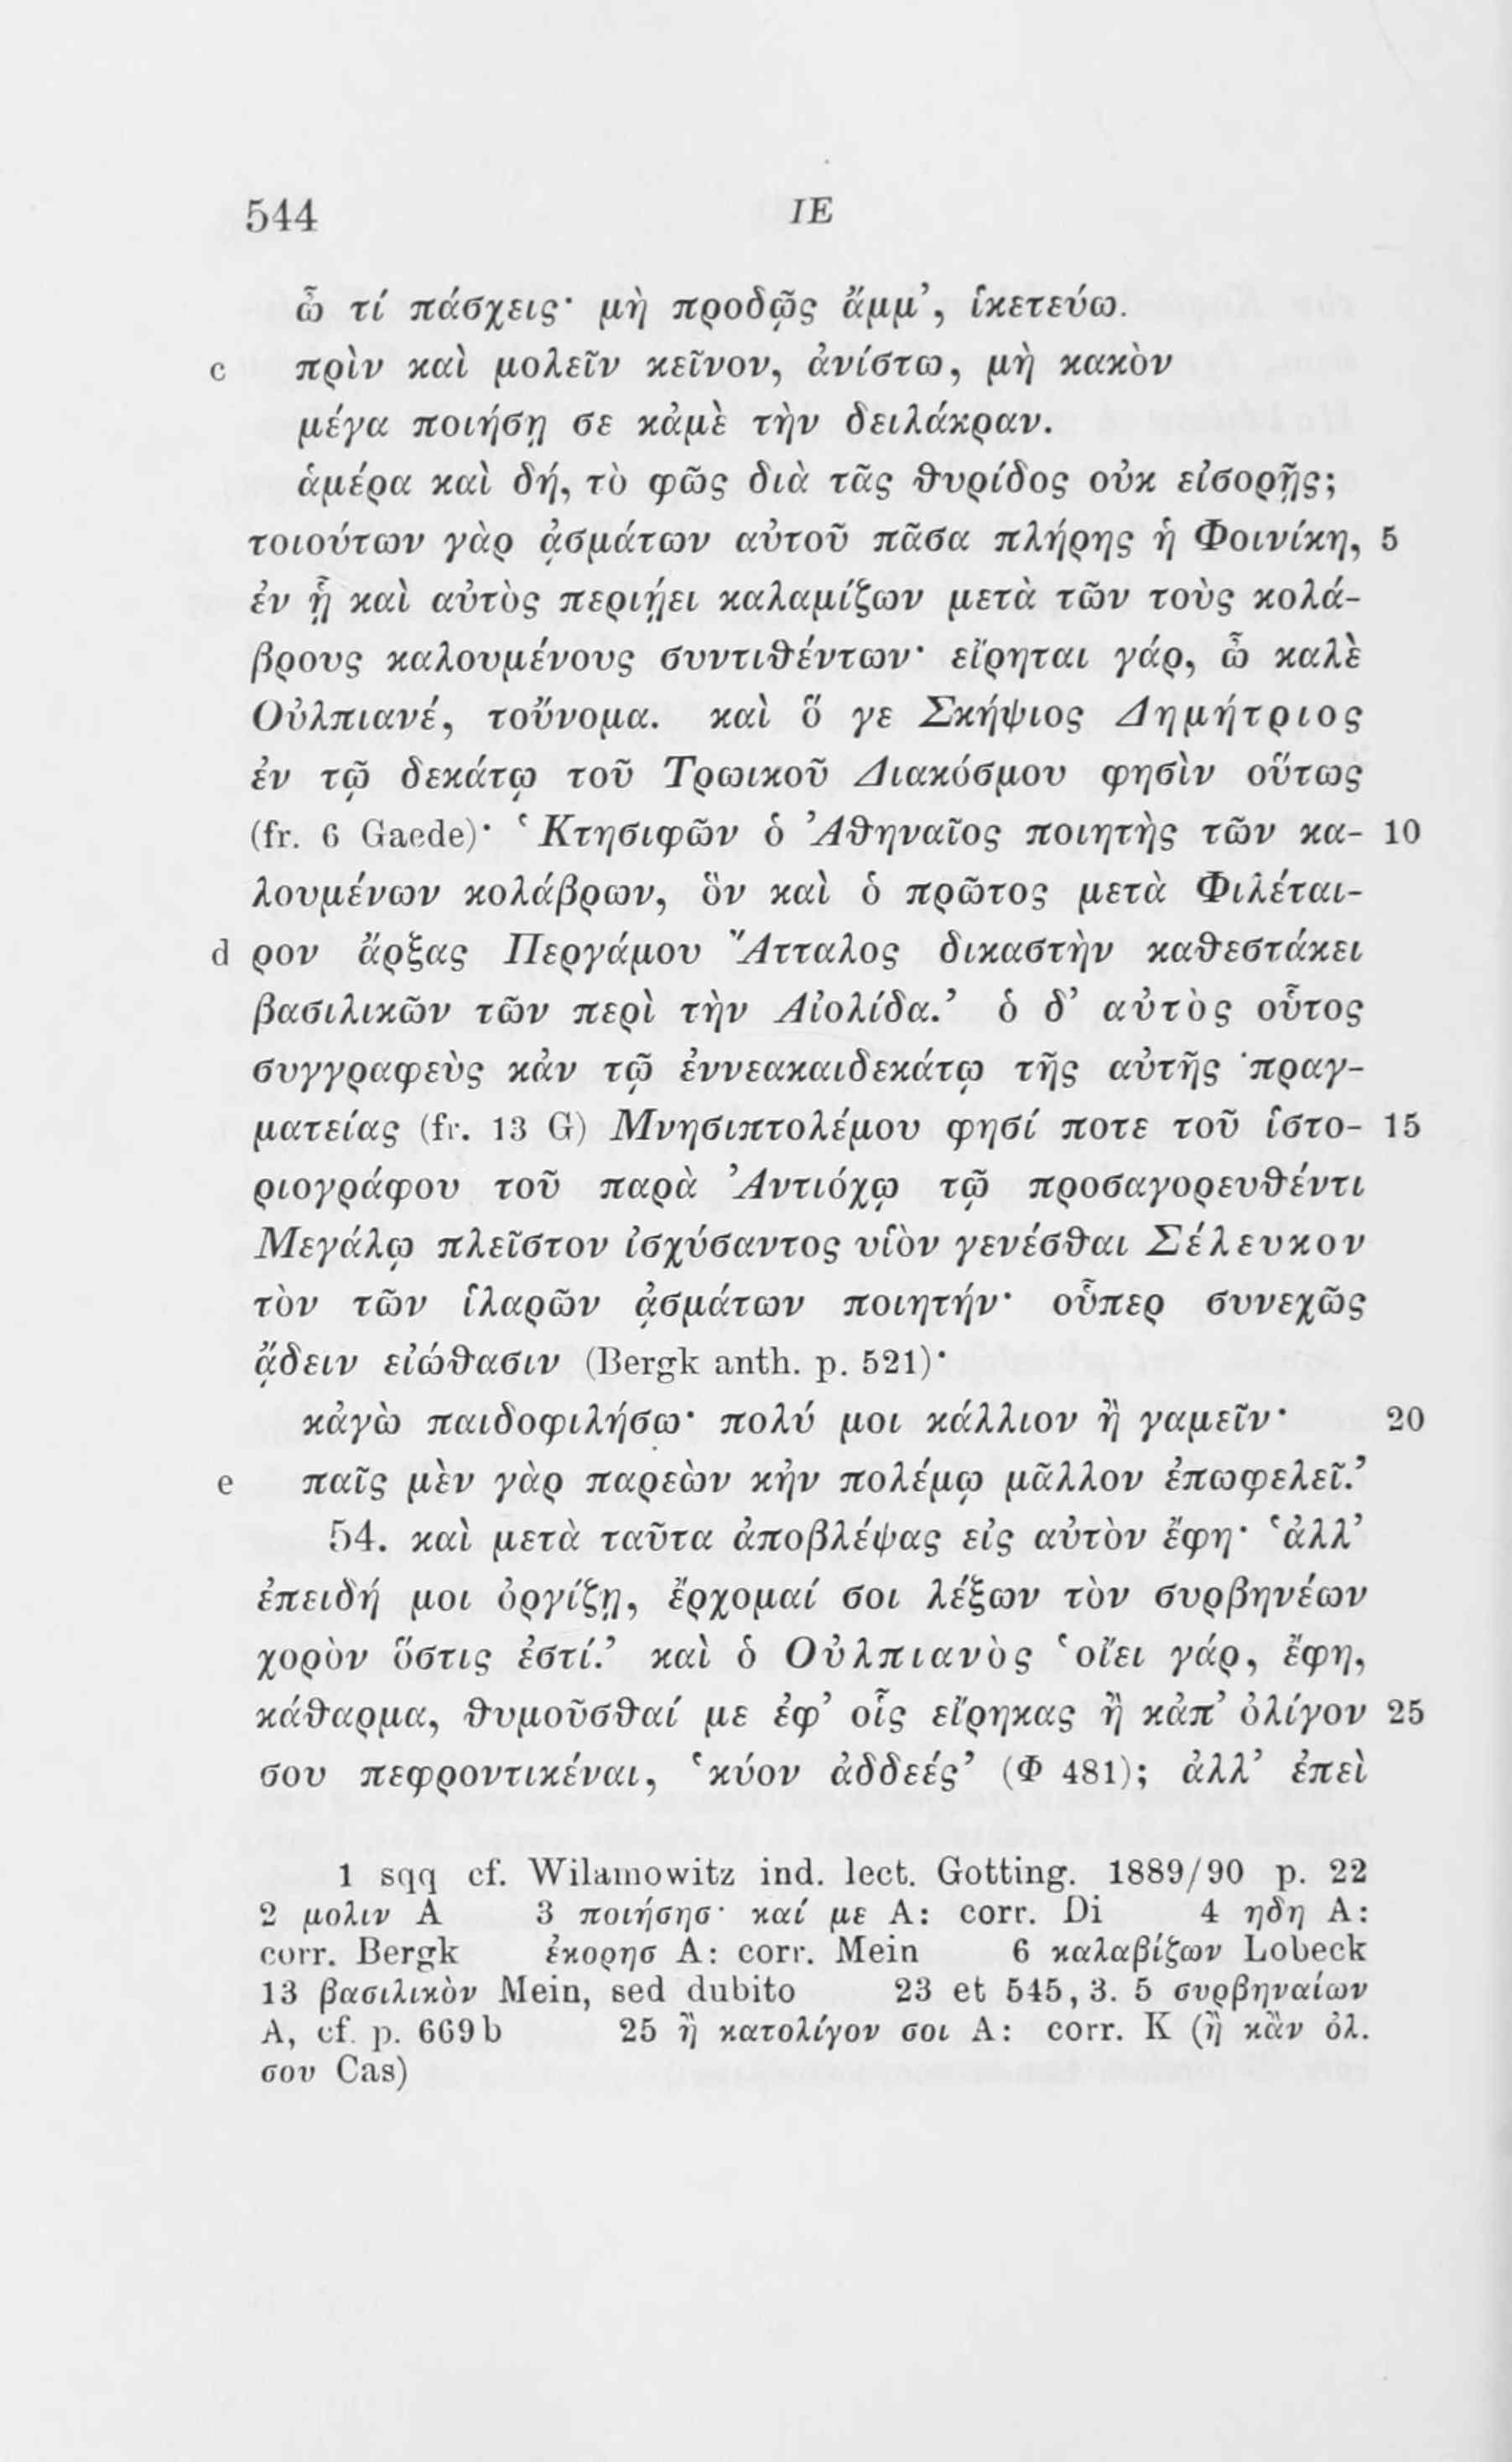 544 IE
ὦ τί πάσχεις· μὴ προδῷς ἄμμ’, ἱκετεύω.
c πρὶν καὶ μολεῖν κεῖνον, ἀνίστω, μὴ κακὸν
μέγα ποιήσῃ σε κἀμὲ τὴν δειλάκραν.
ἁμέρα καὶ δή, τὸ φῶς διὰ τᾶς θυρίδος οὐκ εἰσορῇς;
τοιούτων γὰρ ᾀσμάτων αὐτοῦ πᾶσα πλήρης ἡ Φοινίκη, 5
ἐν ᾗ καὶ αὐτὸς περιῄει καλαμίζων μετὰ τῶν τοὺς κολά-
βρους καλουμένους συντιθέντων· εἴρηται γάρ, ὦ καλὲ
Οὐλπιανέ, τοὔνομα. καὶ ὅ γε Σκήψιος Δημήτριος
ἐν τῷ δεκάτῳ τοῦ Τρωικοῦ Διακόσμου φησὶν οὕτως
(fr. 6 Gaede)· ‘Κτησιφῶν ὁ Ἀθηναῖος ποιητὴς τῶν κα- 10
λουμένων κολάβρων, ὃν καὶ ὁ πρῶτος μετὰ Φιλέται-
d ρον ἄρξας Περγάμου Ἄτταλος δικαστὴν καθεστάκει
βασιλικῶν τῶν περὶ τὴν Αἰολίδα.’ ὁ δ’ αὐτὸς οὗτος
συγγραφεὺς κἀν τῷ ἐννεακαιδεκάτῳ τῆς αὐτῆς πραγ-
ματείας (fr. 13 G) Μνησιπτολέμου φησί ποτε τοῦ ἱστο- 15
ριογράφου τοῦ παρὰ Ἀντιόχῳ τῷ προσαγορευθέντι
Μεγάλῳ πλεῖστον ἰσχύσαντος υἱὸν γενέσθαι Σέλευκον
τὸν τῶν ἱλαρῶν ᾀσμάτων ποιητήν· οὗπερ συνεχῶς
ᾄδειν εἰώθασιν (Bergk anth. p. 521)·
κἀγὼ παιδοφιλήσω· πολύ μοι κάλλιον ἢ γαμεῖν· 20
e παῖς μὲν γὰρ παρεὼν κἠν πολέμῳ μᾶλλον ἐπωφελεῖ.’
54. καὶ μετὰ ταῦτα ἀποβλέψας εἰς αὐτὸν ἔφη· ‘ἀλλ’
ἐπειδή μοι ὀργίζῃ, ἔρχομαί σοι λέξων τὸν συρβηνέων
χορὸν ὅστις ἐστί.’ καὶ ὁ Οὐλπιανὸς ‘οἴει γάρ, ἔφη,
κάθαρμα, θυμοῦσθαί με ἐφ’ οἷς εἴρηκας ἢ κἀπ’ ὀλίγον 25
σου πεφροντικέναι, ‘κύον ἀδδεές’ (Φ 481); ἀλλ’ ἐπεὶ
1 sqq cf. Wilamowitz ind. lect. Gotting. 1889/90 p. 22
2 μολιν A 3 ποιήσησ· καί με A: corr. Di 4 ηδη A:
corr. Bergk ἐκορησ A: corr. Mein 6 καλαβίζων Lobeck
13 βασιλικὸν Mein, sed dubito 23 et 545, 3. 5 συρβηναίων
A, cf. p. 669 b 25 ἢ κατολίγον σοι A: corr. K (ἢ κἂν ὀλ.
σου Cas)